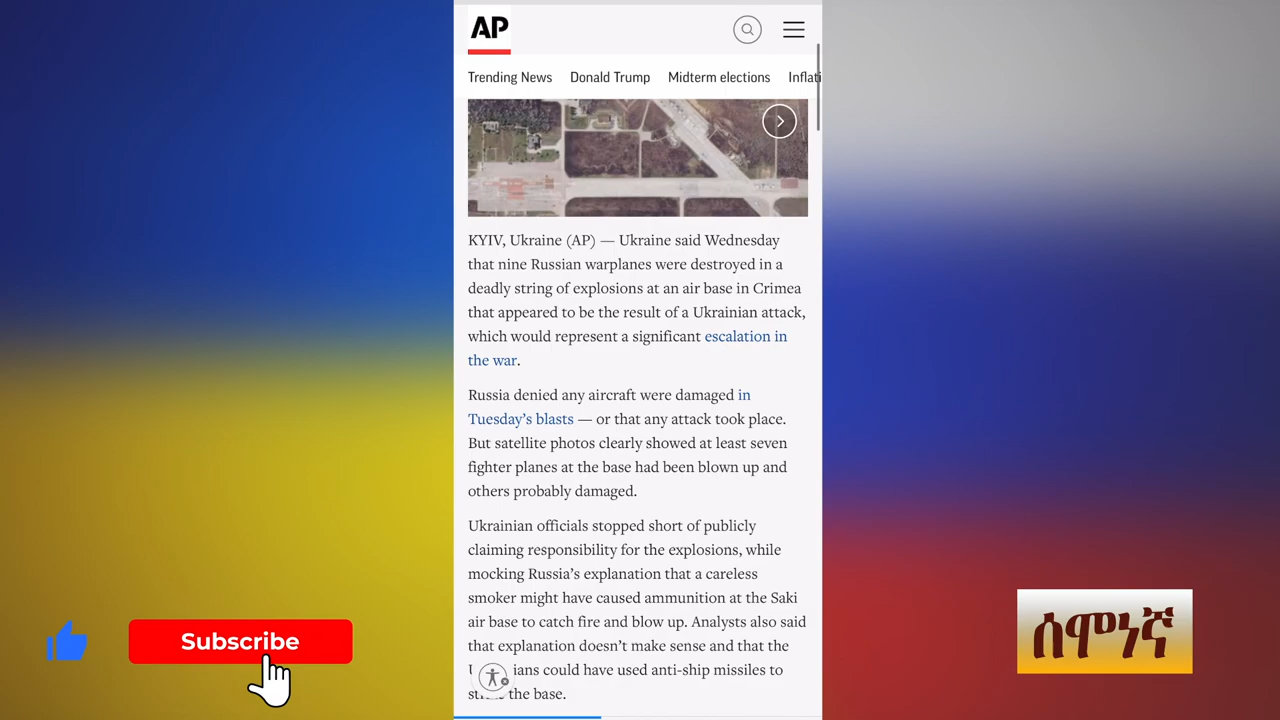 AP
Trending News Donald Trump Midterm elections Inflati
KYIV, Ukraine (AP) — Ukraine said Wednesday
that nine Russian warplanes were destroyed in a
deadly string of explosions at an air base in Crimea
that appeared to be the result of a Ukrainian attack,
which would represent a significant escalation in
the war.
Russia denied any aircraft were damaged in
Tuesday’s blasts — or that any attack took place.
But satellite photos clearly showed at least seven
fighter planes at the base had been blown up and
others probably damaged.
Ukrainian officials stopped short of publicly
claiming responsibility for the explosions, while
mocking Russia’s explanation that a careless
smoker might have caused ammunition at the Saki
air base to catch fire and blow up. Analysts also said
that explanation doesn’t make sense and that the
ians could have used anti-ship missiles to
the base.
Subscribe
ሰሞነኛ